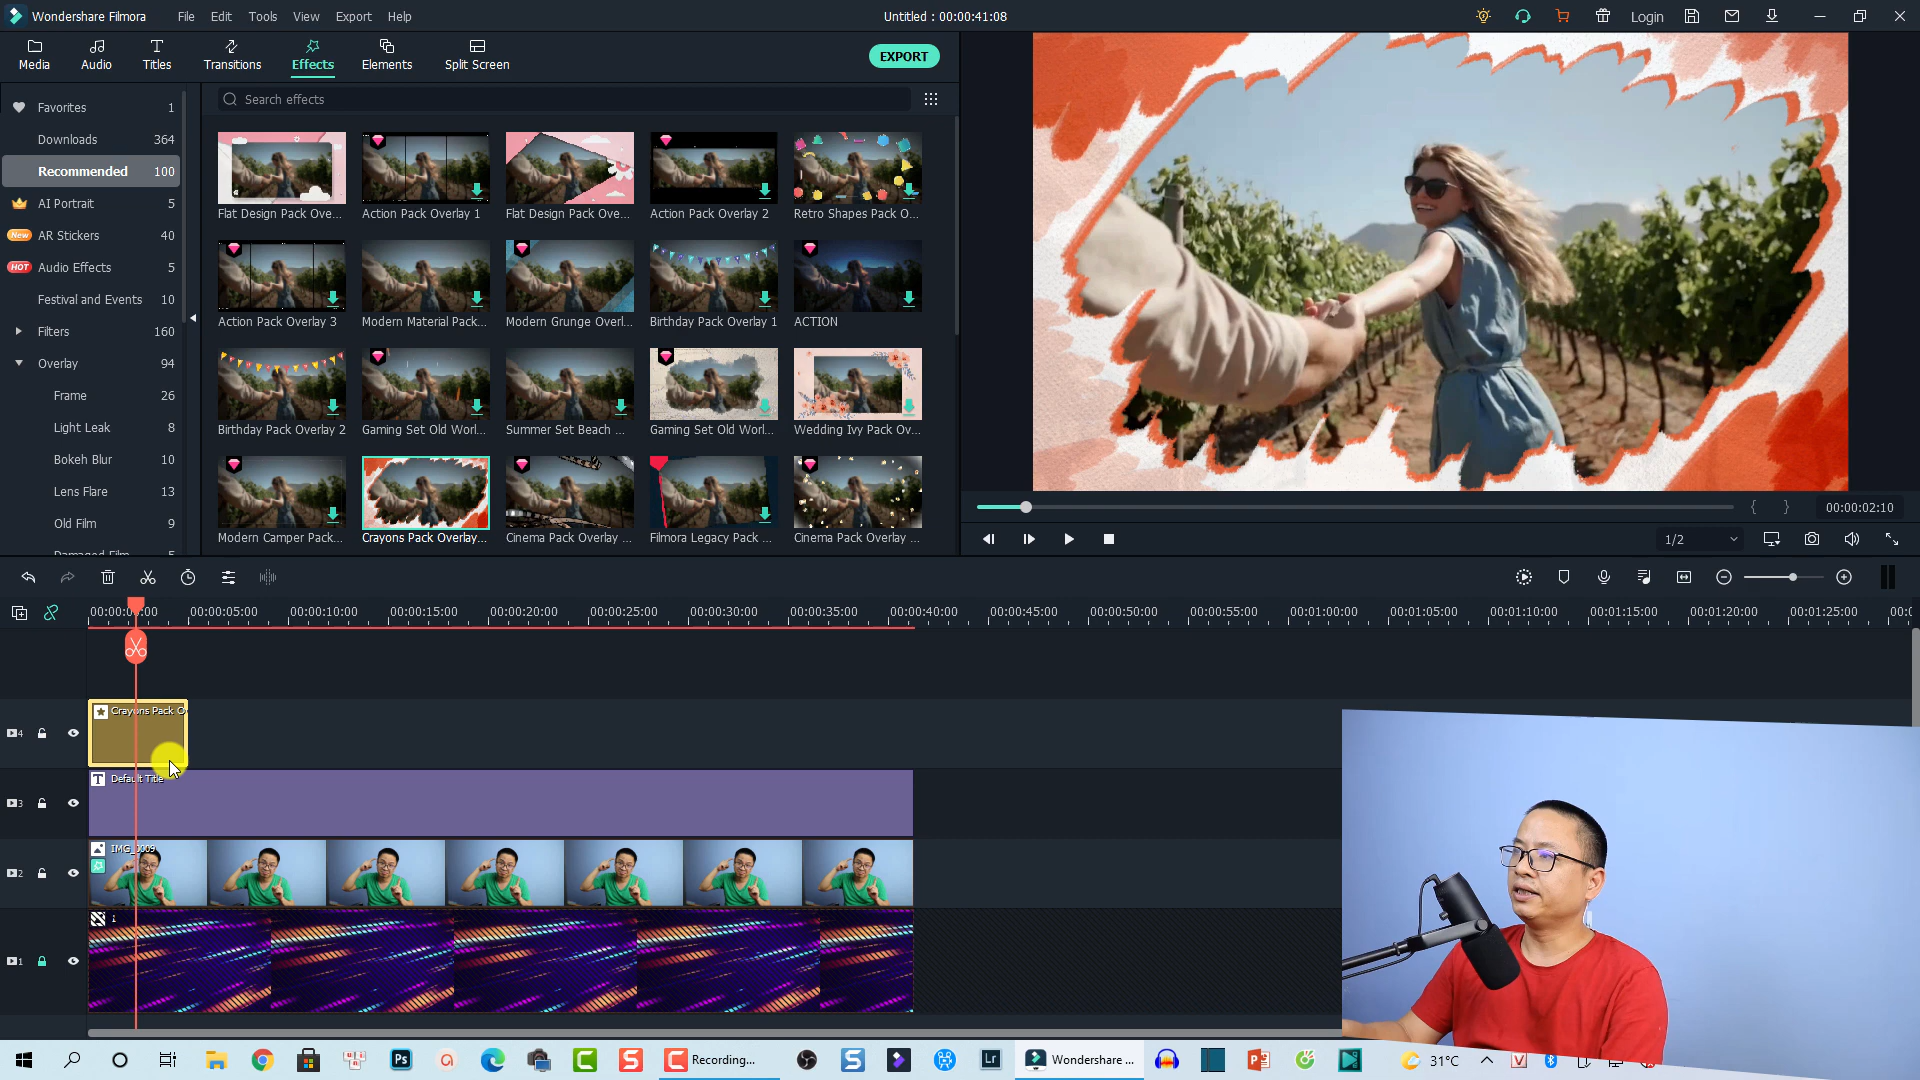 Wondershare Filmora File Edit Tools View Export Help Untitled : 00:00:41:08 Login
Media Audio Titles Transitions Effects Elements Split Screen EXPORT
Search effects
Favorites 1
Downloads 364
Recommended 100
AI Portrait 5
New AR Stickers 40
HOT Audio Effects 5
Festival and Events 10
Filters 160
Overlay 94
Frame 26
Light Leak 8
Bokeh Blur 10
Lens Flare 13
Old Film 9
Damaged Film 5
Flat Design Pack Ove... Action Pack Overlay 1 Flat Design Pack Ove... Action Pack Overlay 2 Retro Shapes Pack O...
Action Pack Overlay 3 Modern Material Pack... Modern Grunge Overl... Birthday Pack Overlay 1 ACTION
Birthday Pack Overlay 2 Gaming Set Old Worl... Summer Set Beach ... Gaming Set Old Worl... Wedding Ivy Pack Ov...
Modern Camper Pack... Crayons Pack Overlay... Cinema Pack Overlay ... Filmora Legacy Pack ... Cinema Pack Overlay ...
{ } 00:00:02:10
1/2
00:00:05:00 00:00:10:00 00:00:15:00 00:00:20:00 00:00:25:00 00:00:30:00 00:00:35:00 00:00:40:00 00:00:45:00 00:00:50:00 00:00:55:00 00:01:00:00 00:01:05:00 00:01:10:00 00:01:15:00 00:01:20:00 00:01:25:00
4 Crayons Pack O
3 T Default Title
2 IMG_0009
1 1
Ps Recording... Lr Wondershare ... 31°C